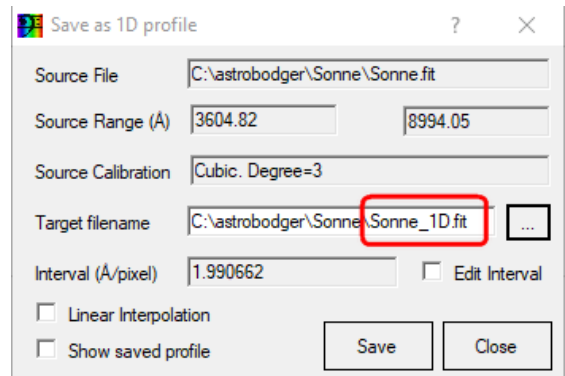 Save as 1D profile ? ×
Source File C:\astrobodger\Sonne\Sonne.fit
Source Range (Å) 3604.82 8994.05
Source Calibration Cubic. Degree=3
Target filename C:\astrobodger\Sonne\Sonne_1D.fit ...
Interval (Å/pixel) 1.990662 Edit Interval
Linear Interpolation
Show saved profile Save Close